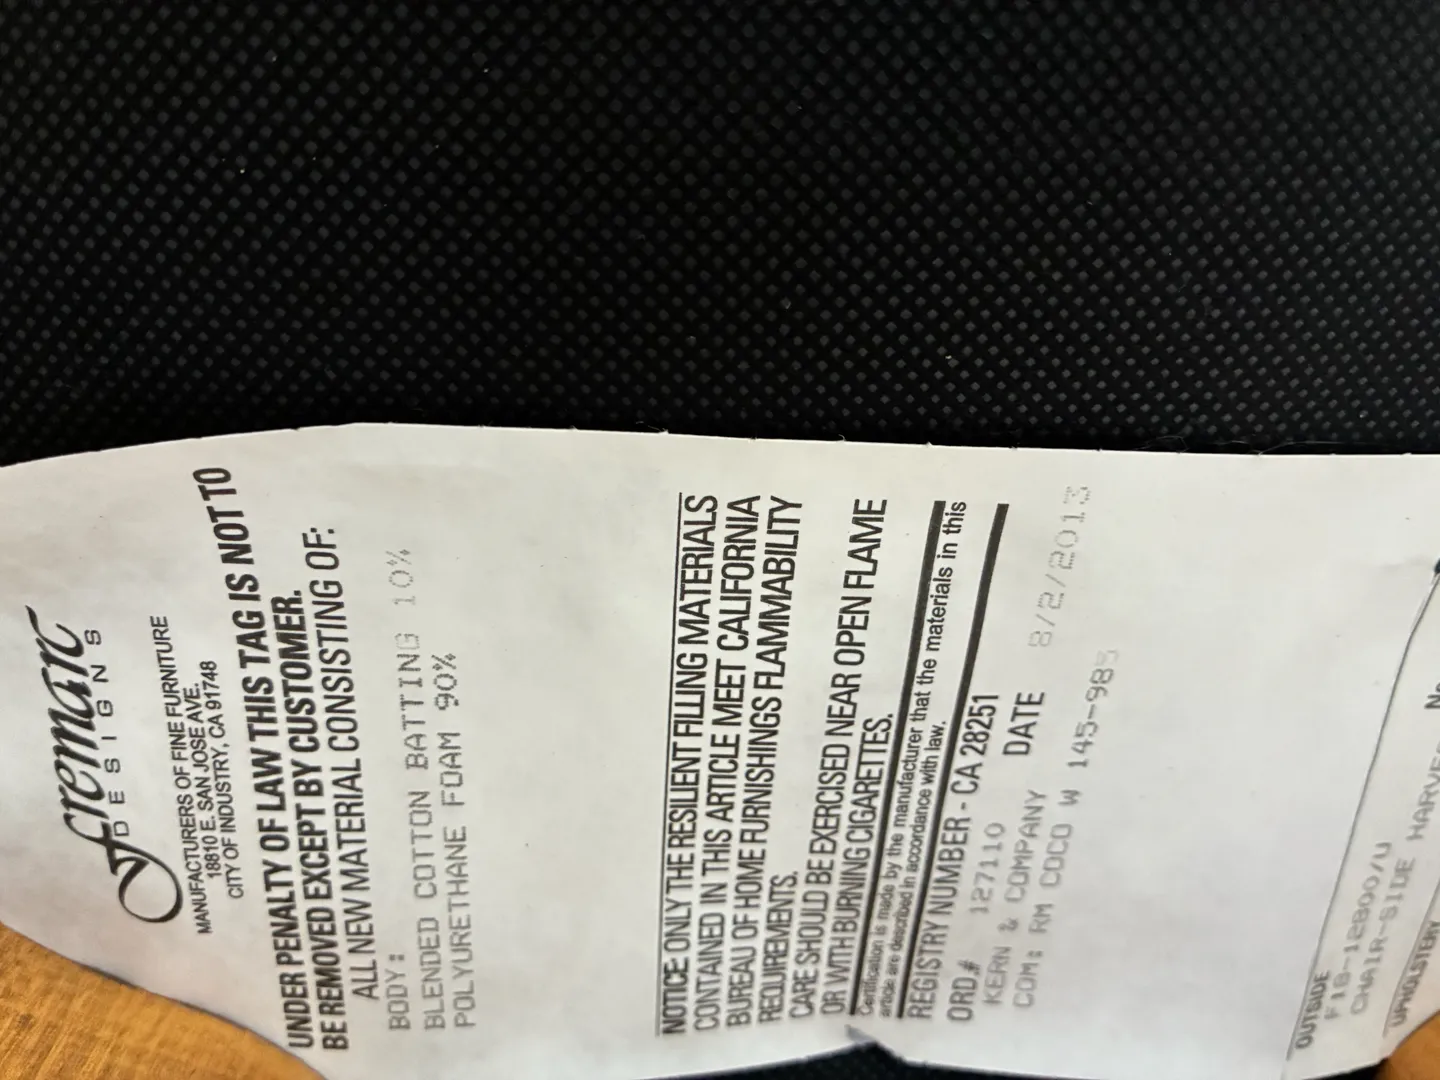 fremarc
DESIGNS
MANUFACTURERS OF FINE FURNITURE
18810 E. SAN JOSE AVE.
CITY OF INDUSTRY, CA 91748
UNDER PENALTY OF LAW THIS TAG IS NOT TO
BE REMOVED EXCEPT BY CUSTOMER.
ALL NEW MATERIAL CONSISTING OF:
BODY:
BLENDED COTTON BATTING 10%
POLYURETHANE FOAM 90%
NOTICE: ONLY THE RESILIENT FILLING MATERIALS
CONTAINED IN THIS ARTICLE MEET CALIFORNIA
BUREAU OF HOME FURNISHINGS FLAMMABILITY
REQUIREMENTS.
CARE SHOULD BE EXERCISED NEAR OPEN FLAME
OR WITH BURNING CIGARETTES.
Certification is made by the manufacturer that the materials in this
article are described in accordance with law.
REGISTRY NUMBER - CA 28251
ORD.# 127110 DATE 8/2/2013
KERN & COMPANY
COM: RM COCO W 145-985
OUTSIDE
F18-12800/U
CHAIR-SIDE
UPHOLSTERY No